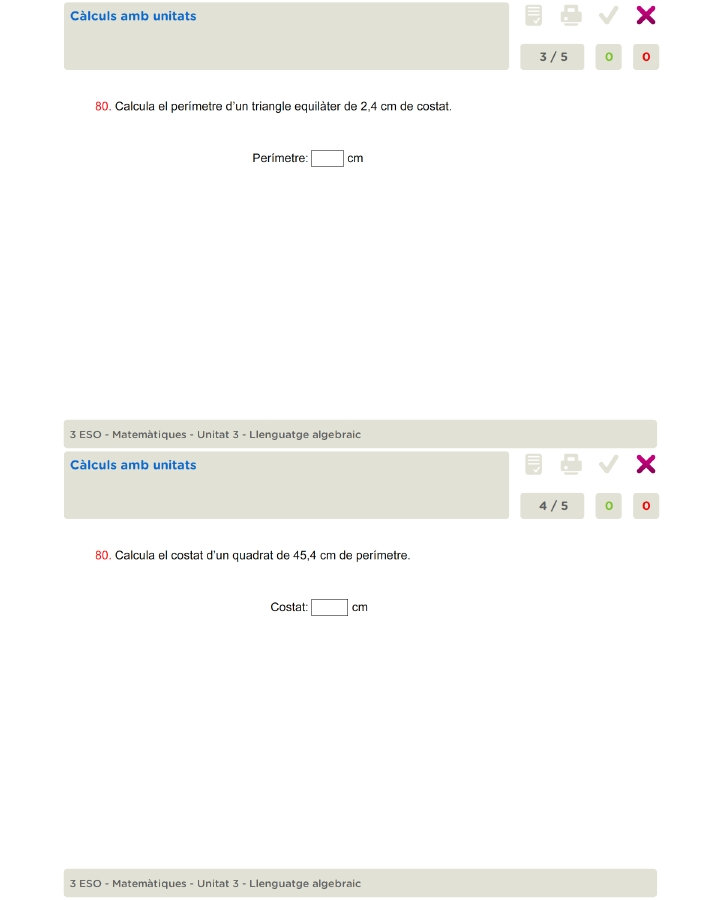 Càlculs amb unitats
3 / 5
0
0
80. Calcula el perímetre d'un triangle equilàter de 2,4 cm de costat.
Perímetre: cm
3 ESO - Matemàtiques - Unitat 3 - Llenguatge algebraic
Càlculs amb unitats
4 / 5
0
0
80. Calcula el costat d'un quadrat de 45,4 cm de perímetre.
Costat: cm
3 ESO - Matemàtiques - Unitat 3 - Llenguatge algebraic